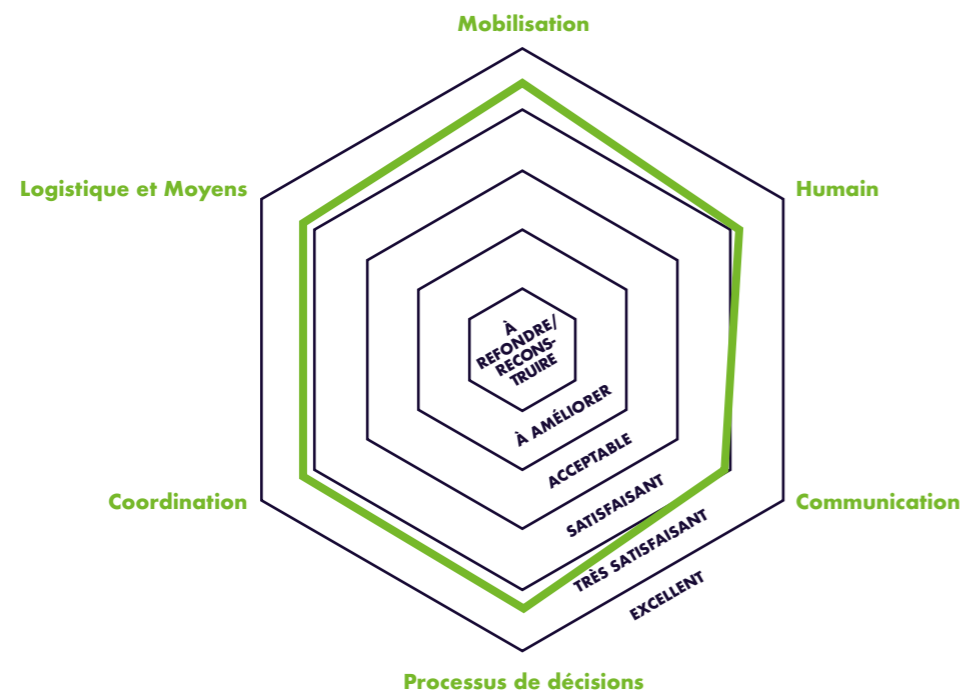 Mobilisation
Logistique et Moyens
Humain
À
REFONDRE/
RECONS-
TRUIRE
À AMÉLIORER
ACCEPTABLE
SATISFAISANT
TRÈS SATISFAISANT
EXCELLENT
Coordination
Communication
Processus de décisions